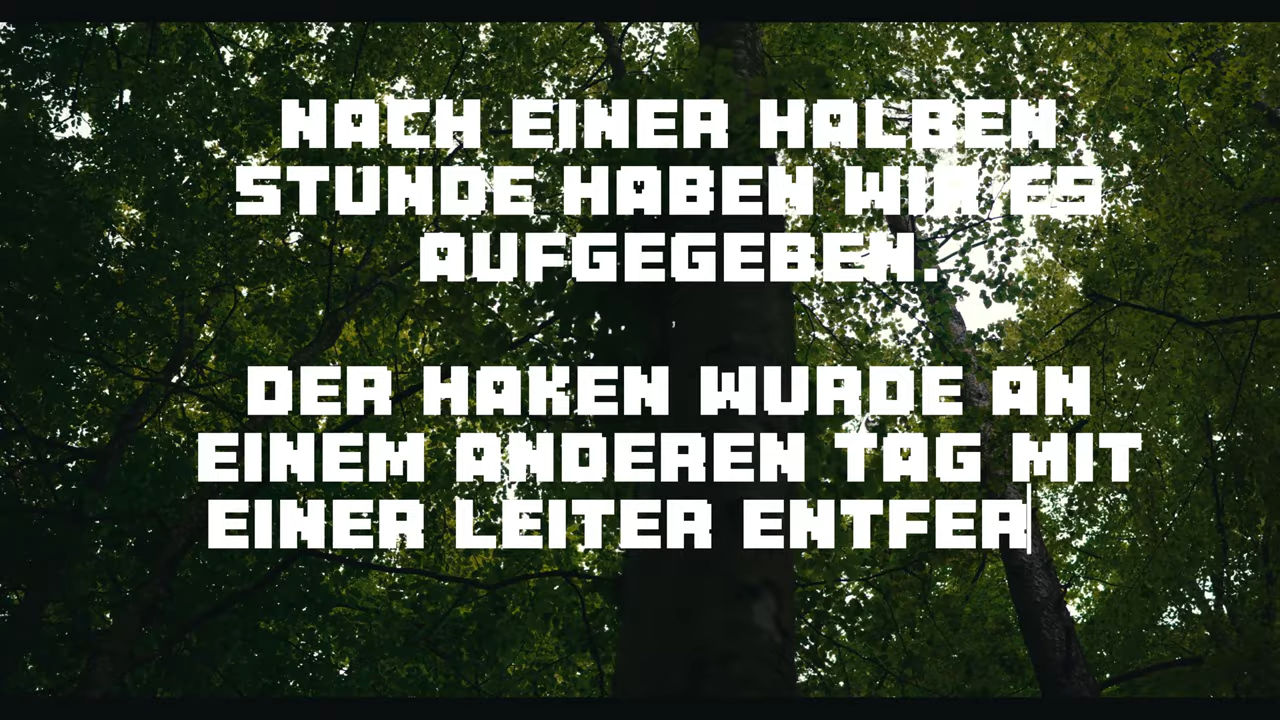 NACH EINER HALBEN
STUNDE HABEN WIR ES
AUFGEGEBEN.
DER HAKEN WURDE AN
EINEM ANDEREN TAG MIT
EINER LEITER ENTFER